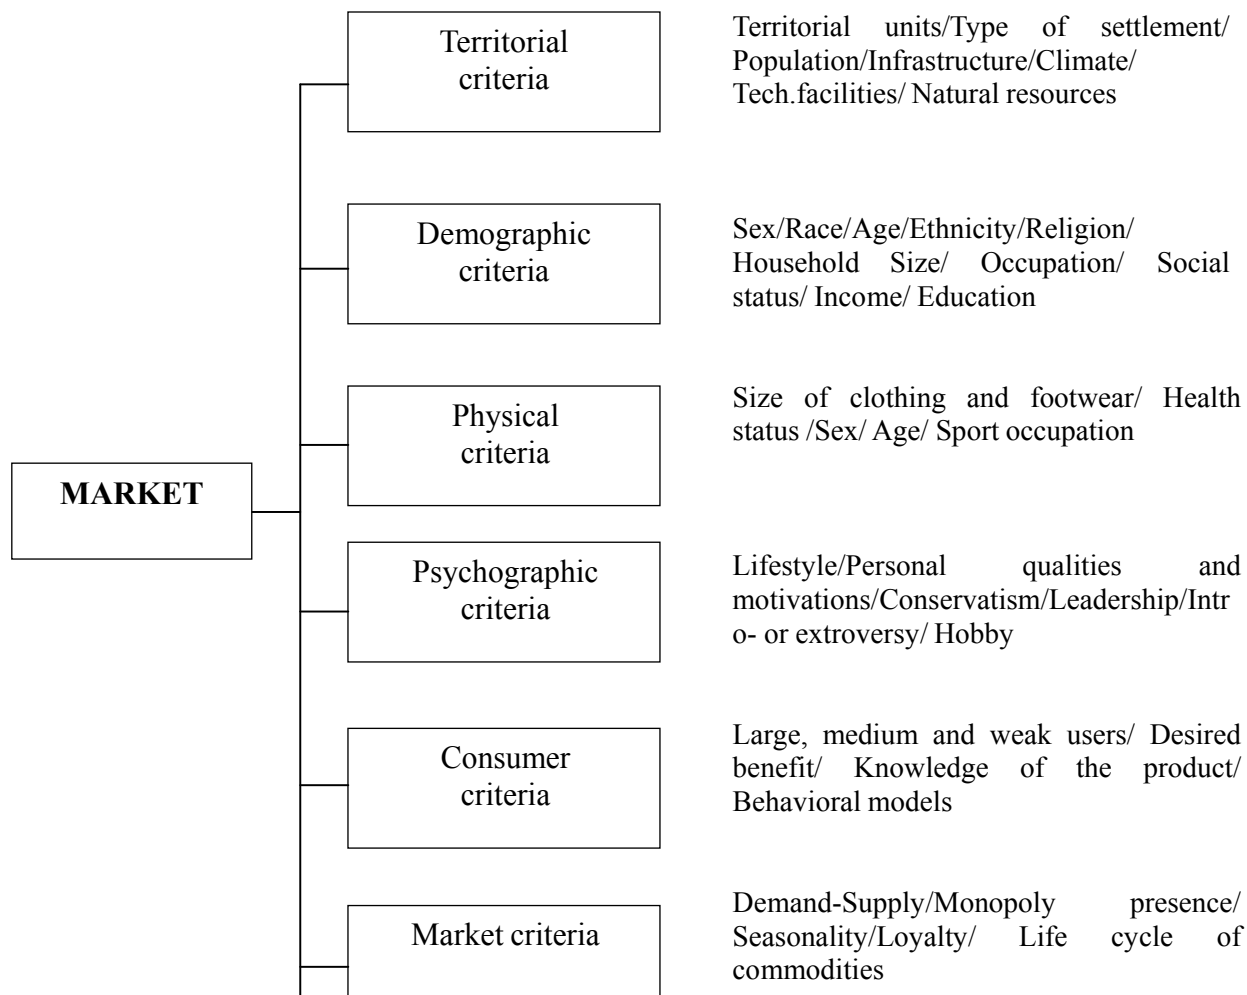 Territorial
criteria
Territorial units/Type of settlement/
Population/Infrastructure/Climate/
Tech.facilities/ Natural resources
Demographic
criteria
Sex/Race/Age/Ethnicity/Religion/
Household Size/ Occupation/ Social
status/ Income/ Education
Physical
criteria
Size of clothing and footwear/ Health
status /Sex/ Age/ Sport occupation
MARKET
Psychographic
criteria
Lifestyle/Personal qualities and
motivations/Conservatism/Leadership/Intr
o- or extroversy/ Hobby
Consumer
criteria
Large, medium and weak users/ Desired
benefit/ Knowledge of the product/
Behavioral models
Market criteria
Demand-Supply/Monopoly presence/
Seasonality/Loyalty/ Life cycle of
commodities